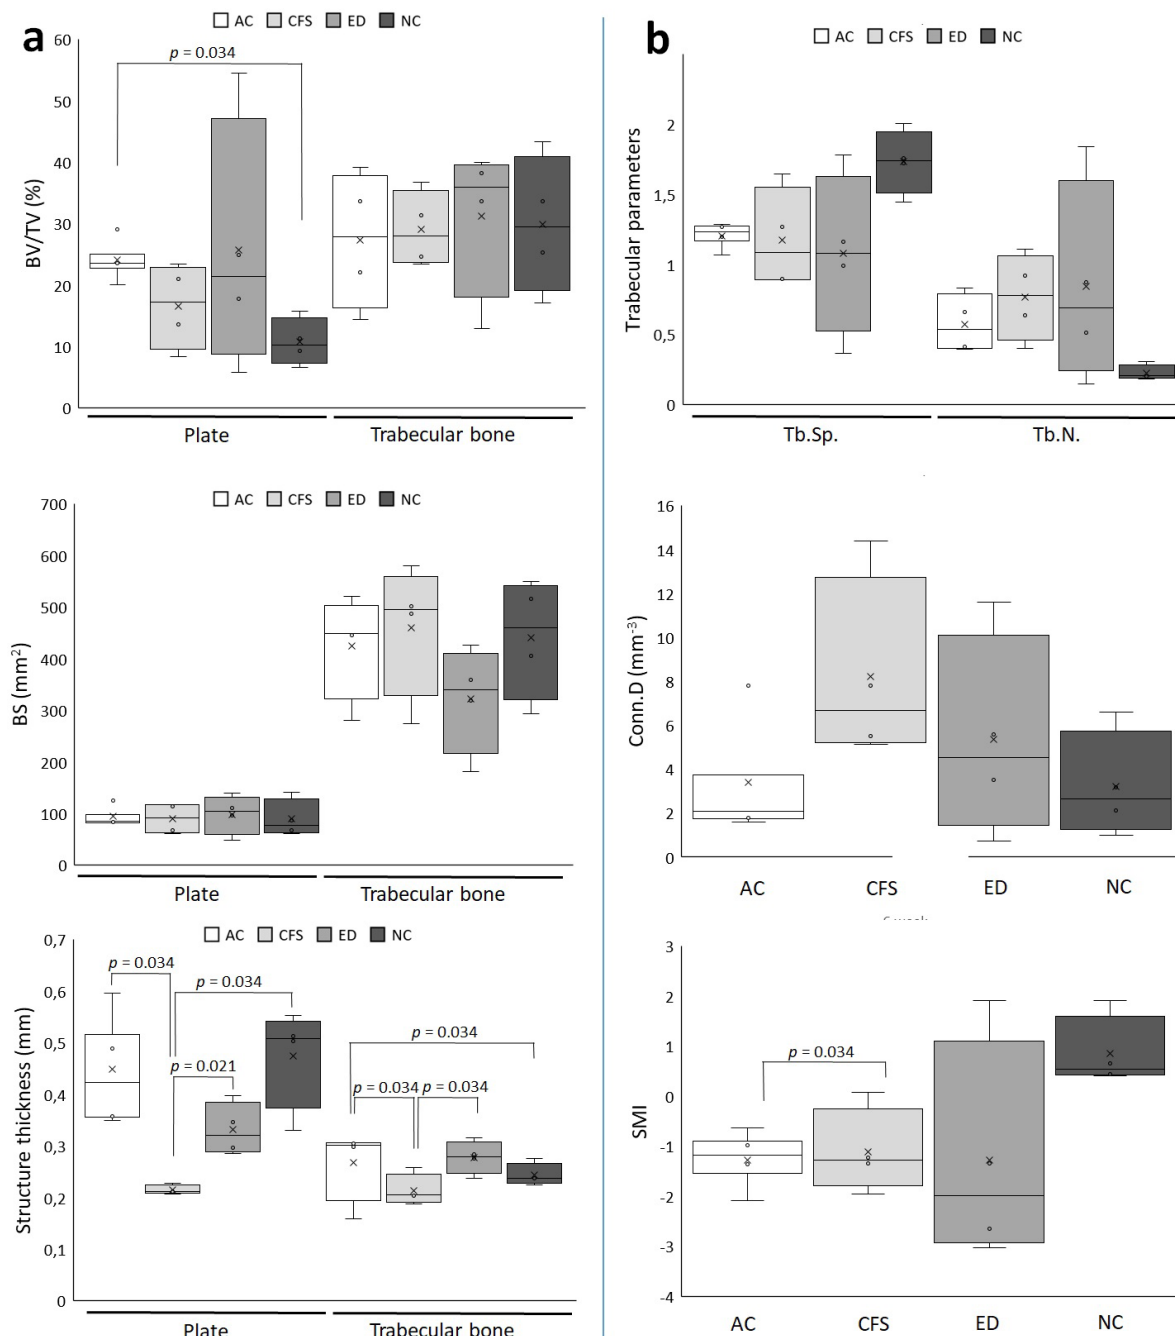 a
AC CFS ED NC
p = 0.034
60
50
40
30
20
10
0
BV/TV (%)
Plate Trabecular bone
AC CFS ED NC
700
600
500
400
300
200
100
0
BS (mm²)
Plate Trabecular bone
AC CFS ED NC
0,7
0,6
0,5
0,4
0,3
0,2
0,1
0
Structure thickness (mm)
p = 0.034
p = 0.034
p = 0.021
p = 0.034
p = 0.034
p = 0.034
Plate Trabecular bone
b
AC CFS ED NC
2
1,5
1
0,5
0
Trabecular parameters
Tb.Sp. Tb.N.
16
14
12
10
8
6
4
2
0
Conn.D (mm⁻³)
AC CFS ED NC
3
2
1
0
-1
-2
-3
-4
SMI
p = 0.034
AC CFS ED NC